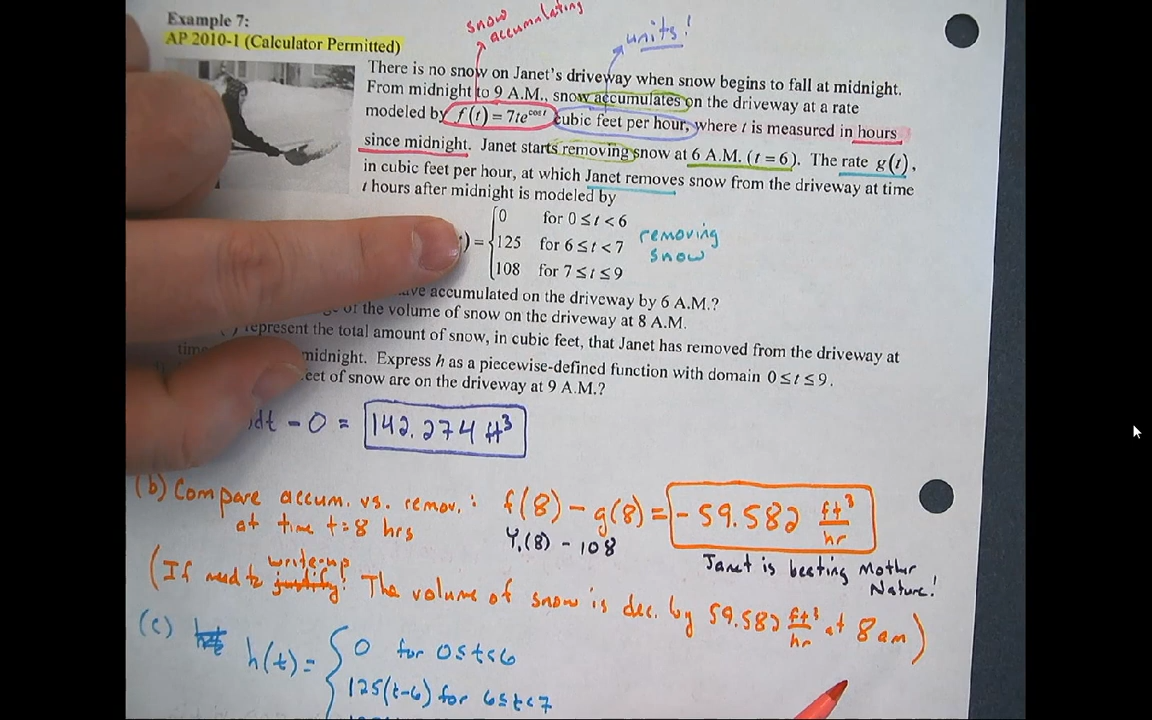 Example 7:
AP 2010-1 (Calculator Permitted)
snow
accumulating
units!
There is no snow on Janet's driveway when snow begins to fall at midnight.
From midnight to 9 A.M., snow accumulates on the driveway at a rate
modeled by f(t) = 7te^cos t cubic feet per hour, where t is measured in hours
since midnight. Janet starts removing snow at 6 A.M. (t = 6). The rate g(t),
in cubic feet per hour, at which Janet removes snow from the driveway at time
t hours after midnight is modeled by
0 for 0 ≤ t < 6
) = { 125 for 6 ≤ t < 7
108 for 7 ≤ t ≤ 9
removing
snow
accumulated on the driveway by 6 A.M.?
of the volume of snow on the driveway at 8 A.M.
represent the total amount of snow, in cubic feet, that Janet has removed from the driveway at
midnight. Express h as a piecewise-defined function with domain 0 ≤ t ≤ 9.
of snow are on the driveway at 9 A.M.?
dt - 0 = 142.274 ft³
(b) Compare accum. vs. remov.: f(8) - g(8) = -59.582 ft³/hr
at time t=8 hrs
Y₁(8) - 108
Janet is beating Mother
Nature!
write-up
(If need to justify: The volume of snow is dec. by 59.582 ft³/hr at 8am)
(c) h(t) = { 0 for 0≤t<6
125(t-6) for 6≤t<7